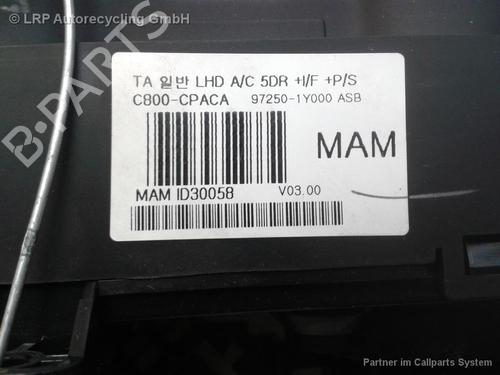 LRP Autorecycling GmbH
TA 일반 LHD A/C 5DR +I/F +P/S
C800-CPACA 97250-1Y000 ASB
MAM
MAM ID30058 V03.00
Partner im Callparts System